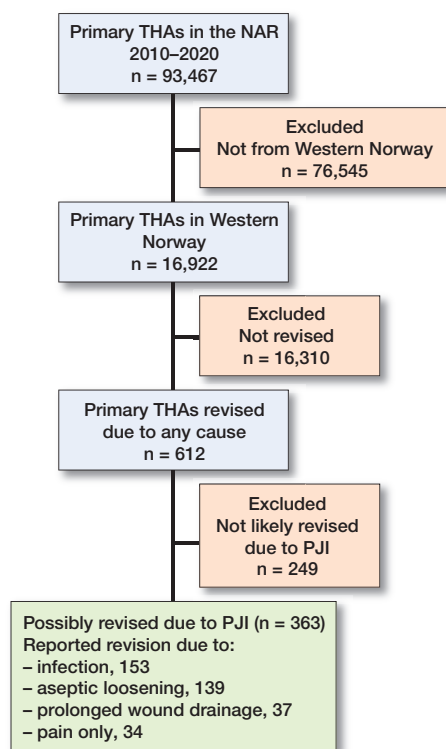 Primary THAs in the NAR
2010–2020
n = 93,467
Excluded
Not from Western Norway
n = 76,545
Primary THAs in Western
Norway
n = 16,922
Excluded
Not revised
n = 16,310
Primary THAs revised
due to any cause
n = 612
Excluded
Not likely revised
due to PJI
n = 249
Possibly revised due to PJI (n = 363)
Reported revision due to:
– infection, 153
– aseptic loosening, 139
– prolonged wound drainage, 37
– pain only, 34